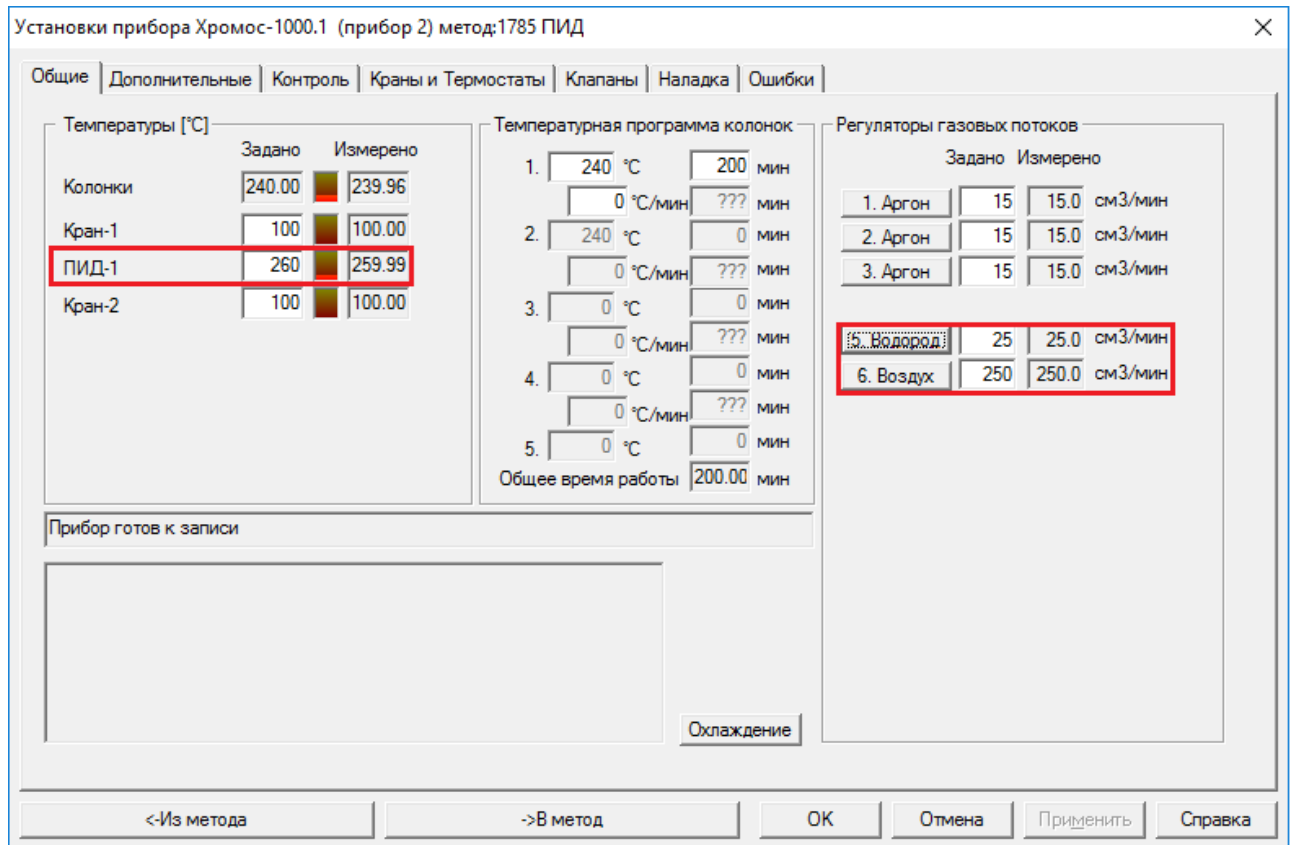 Установки прибора Хромос-1000.1 (прибор 2) метод:1785 ПИД
Общие Дополнительные Контроль Краны и Термостаты Клапаны Наладка Ошибки
Температуры [°C]
Задано Измерено
Колонки 240.00 239.96
Кран-1 100 100.00
ПИД-1 260 259.99
Кран-2 100 100.00
Температурная программа колонок
1. 240 °C 200 мин
0 °C/мин ??? мин
2. 240 °C 0 мин
0 °C/мин ??? мин
3. 0 °C 0 мин
0 °C/мин ??? мин
4. 0 °C 0 мин
0 °C/мин ??? мин
5. 0 °C 0 мин
Общее время работы 200.00 мин
Регуляторы газовых потоков
Задано Измерено
1. Аргон 15 15.0 см3/мин
2. Аргон 15 15.0 см3/мин
3. Аргон 15 15.0 см3/мин
5. Водород 25 25.0 см3/мин
6. Воздух 250 250.0 см3/мин
Прибор готов к записи
Охлаждение
<-Из метода ->В метод OK Отмена Применить Справка